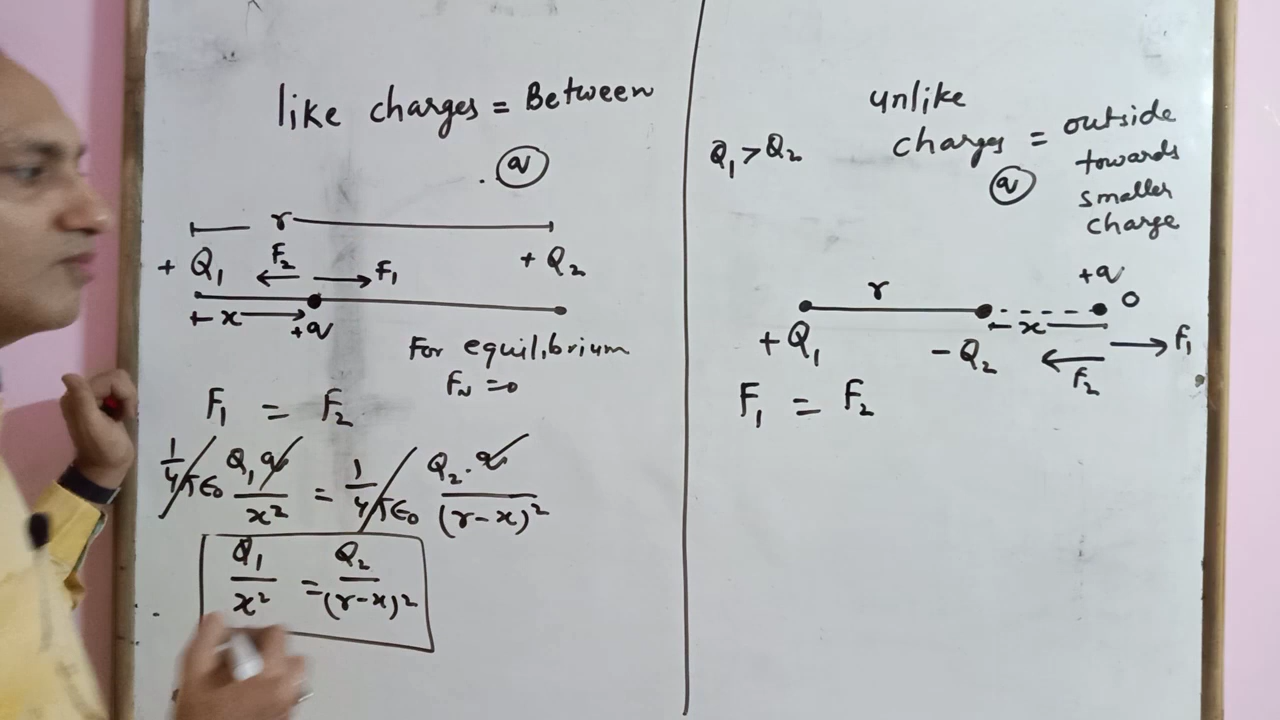 like charges = Between
q
r
+ Q₁ F₂ F₁ + Q₂
x
+q
For equilibrium
F_N = 0
F₁ = F₂
1/4πε₀ Q₁q/x² = 1/4πε₀ Q₂.q/(r-x)²
Q₁/x² = Q₂/(r-x)²
unlike
Q₁ > Q₂ charges = outside
towards
q smaller
charge
+q
r O
x
+Q₁ -Q₂ F₂ F₁
F₁ = F₂